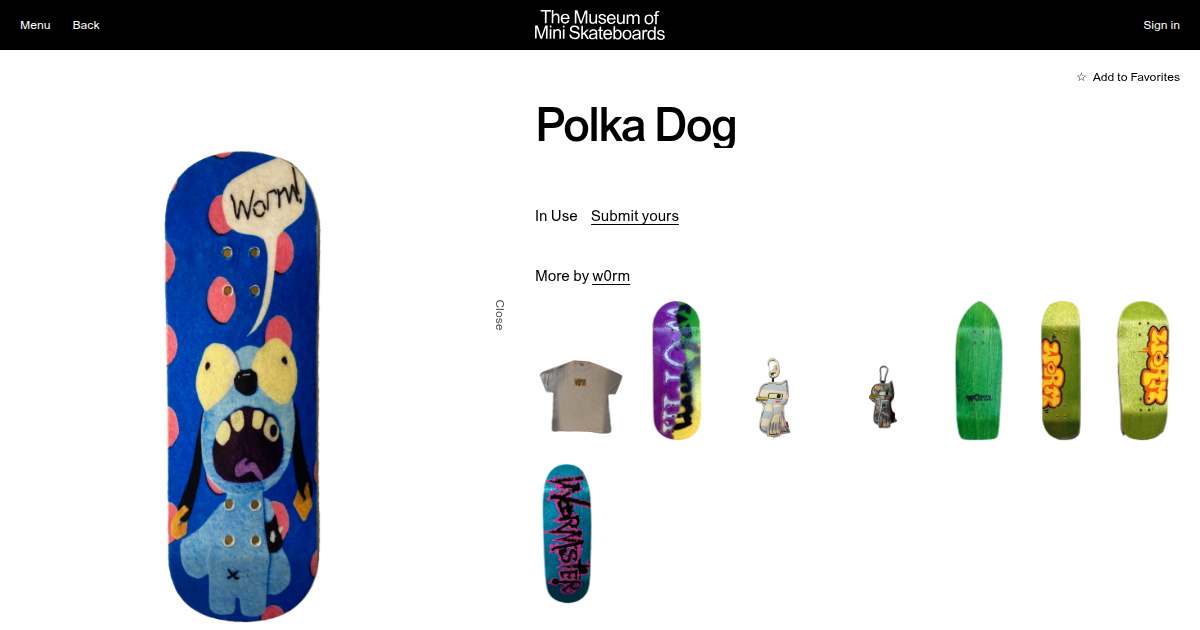 Menu
Back
The Museum of
Mini Skateboards
Sign in
☆ Add to Favorites
Polka Dog
Worm!
In Use
Submit yours
More by w0rm
Close
w0rm